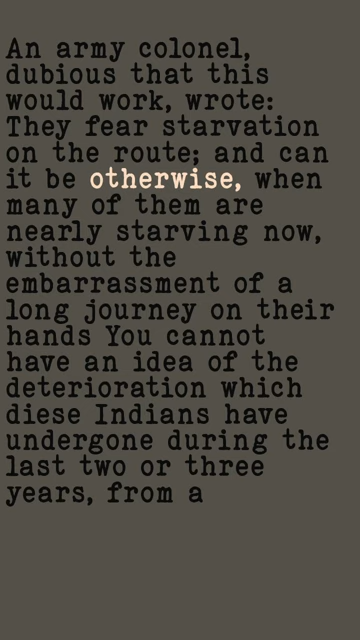 An army colonel,
dubious that this
would work, wrote:
They fear starvation
on the route; and can
it be otherwise, when
many of them are
nearly starving now,
without the
embarrassment of a
long journey on their
hands You cannot
have an idea of the
deterioration which
diese Indians have
undergone during the
last two or three
years, from a